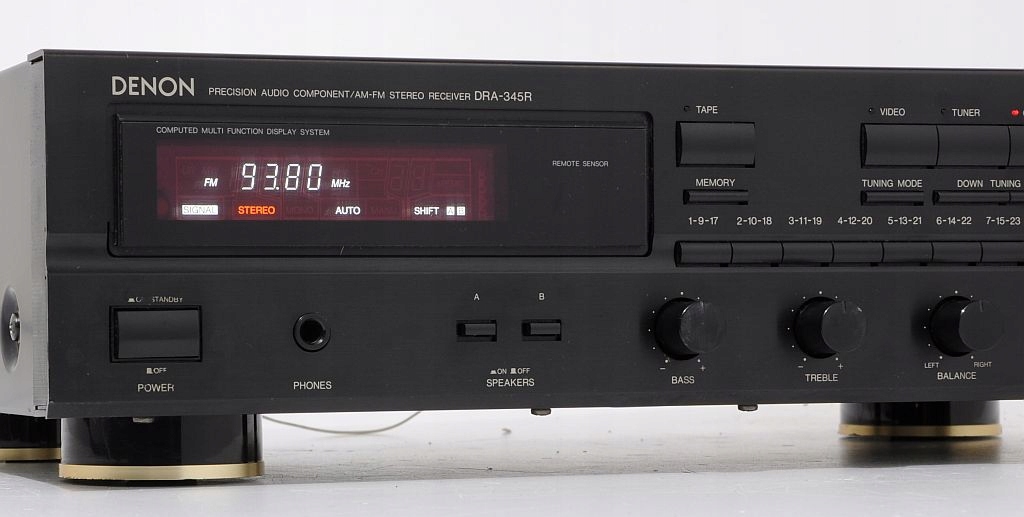 DENON PRECISION AUDIO COMPONENT/AM-FM STEREO RECEIVER DRA-345R
COMPUTED MULTI FUNCTION DISPLAY SYSTEM
REMOTE SENSOR
FM 93.80 MHz
SIGNAL STEREO MONO AUTO MANU SHIFT A B
TAPE VIDEO TUNER
MEMORY TUNING MODE DOWN TUNING
1-9-17 2-10-18 3-11-19 4-12-20 5-13-21 6-14-22 7-15-23
ON/STANDBY
OFF
POWER
PHONES
A B
ON OFF
SPEAKERS
- +
BASS
- +
TREBLE
LEFT RIGHT
BALANCE